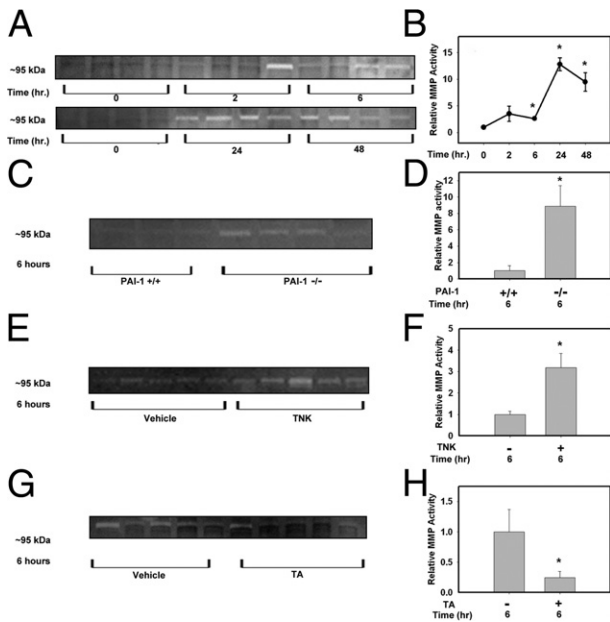 A
~95 kDa
Time (hr.)
0 2 6
~95 kDa
Time (hr.)
0 24 48
B
Relative MMP Activity
15
10
5
0
Time (hr.) 0 2 6 24 48
* * *
C
~95 kDa
6 hours
PAI-1 +/+ PAI-1 -/-
D
Relative MMP activity
12
10
8
6
4
2
0
*
PAI-1 +/+ -/-
Time (hr) 6 6
E
~95 kDa
6 hours
Vehicle TNK
F
Relative MMP Activity
5
4
3
2
1
0
*
TNK - +
Time (hr) 6 6
G
~95 kDa
6 hours
Vehicle TA
H
Relative MMP Activity
1.5
1.0
0.5
0.0
*
TA - +
Time (hr) 6 6